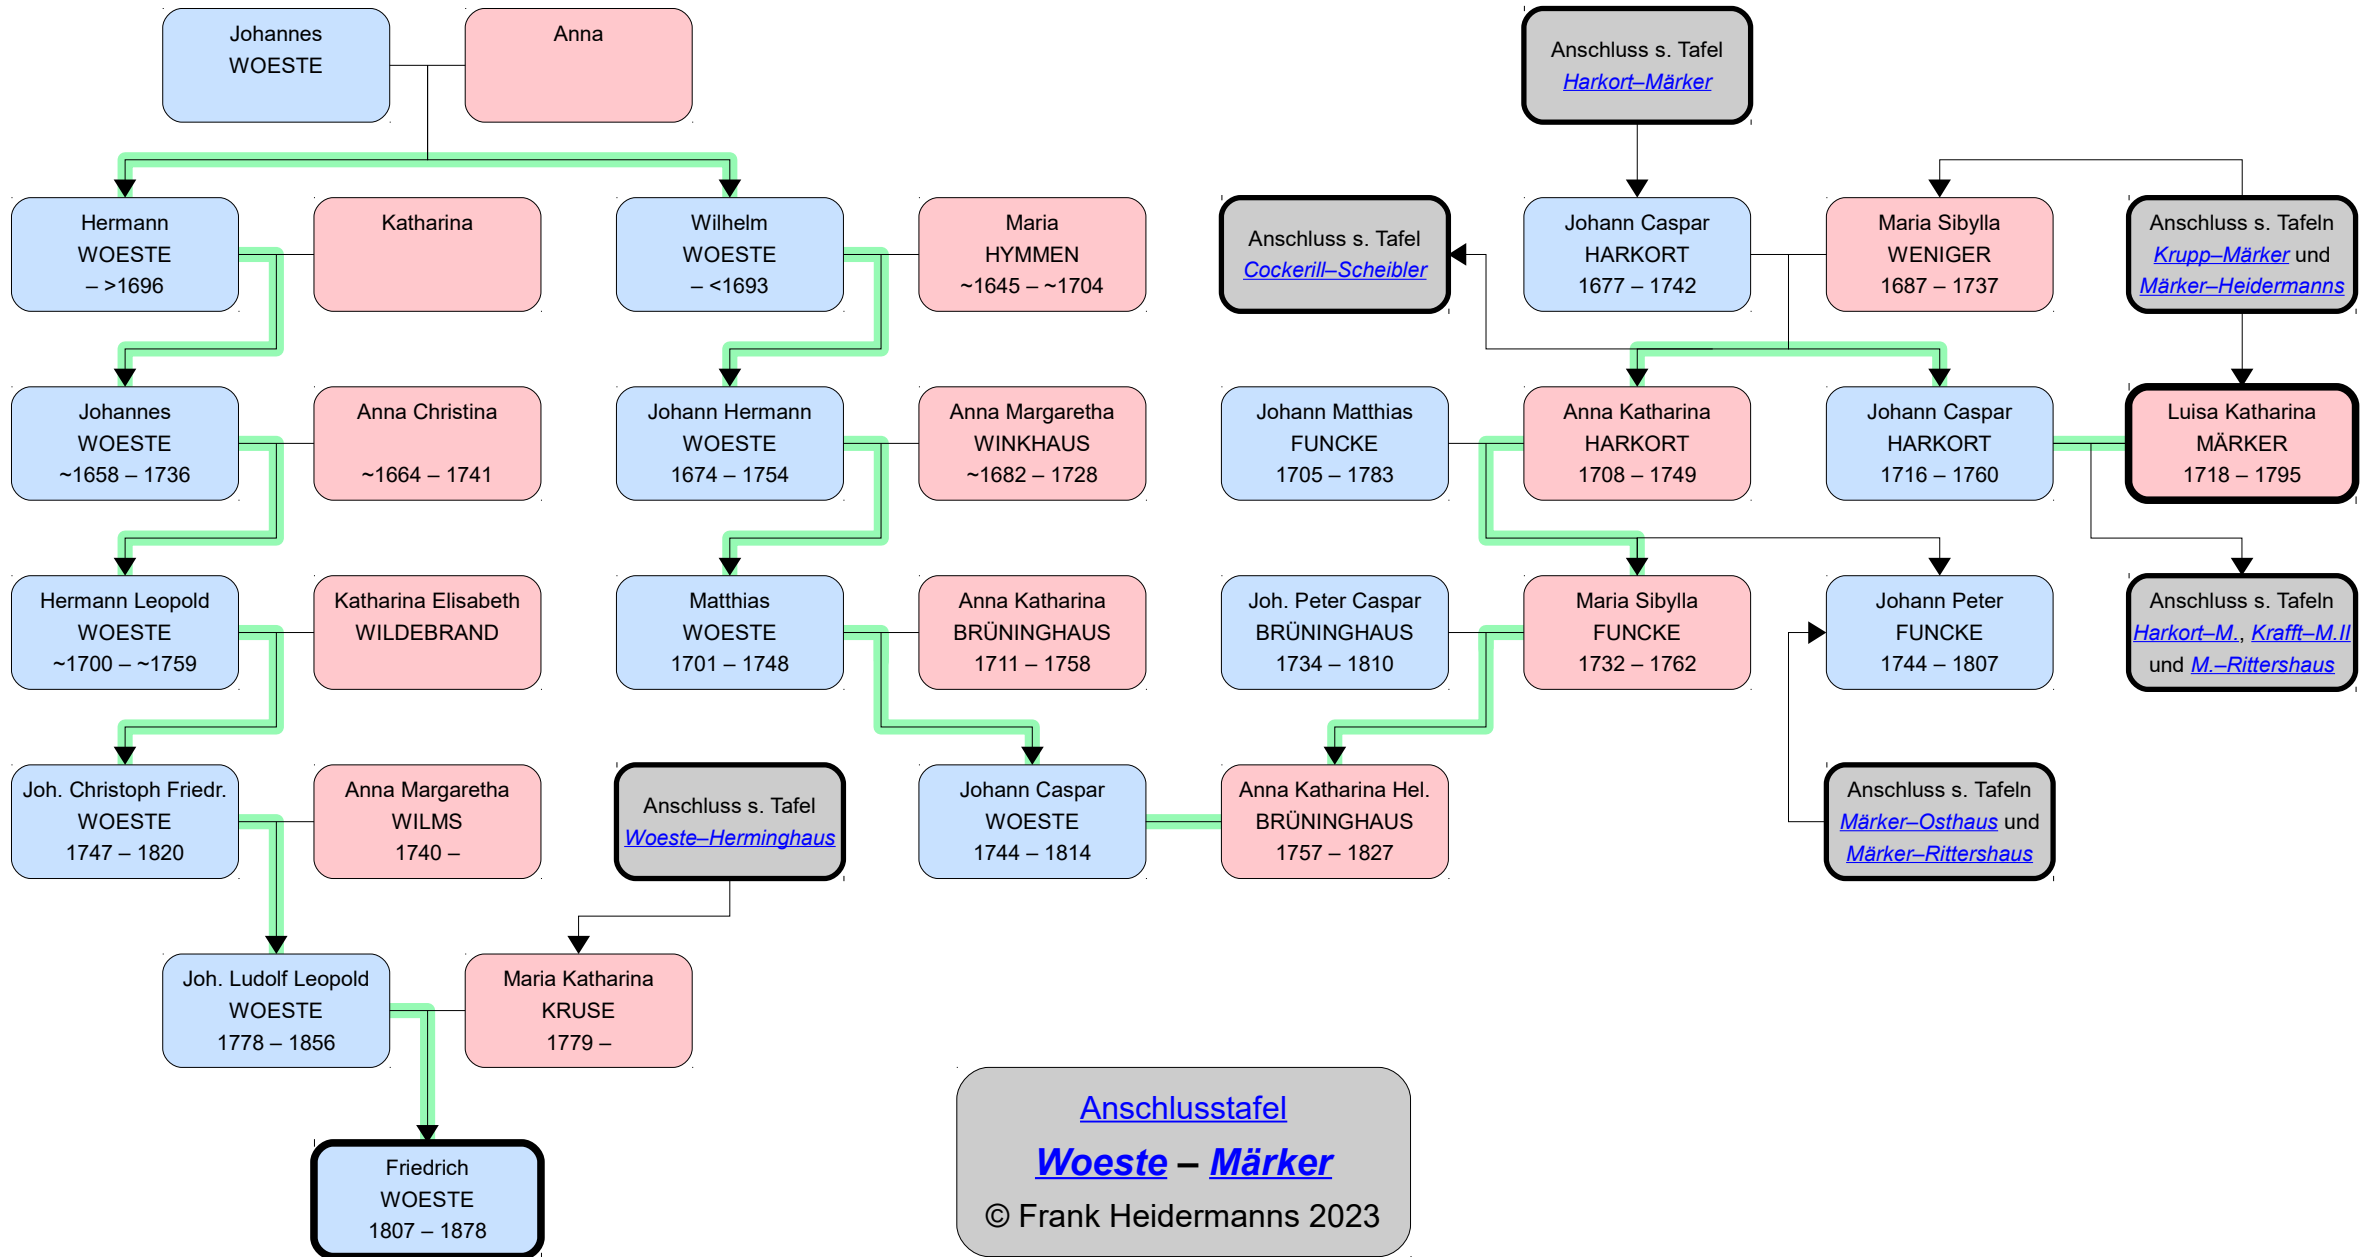 Johannes
WOESTE
Anna
Anschluss s. Tafel
Harkort–Märker
Hermann
WOESTE
– >1696
Katharina
Wilhelm
WOESTE
– <1693
Maria
HYMMEN
~1645 – ~1704
Anschluss s. Tafel
Cockerill–Scheibler
Johann Caspar
HARKORT
1677 – 1742
Maria Sibylla
WENIGER
1687 – 1737
Anschluss s. Tafeln
Krupp–Märker und
Märker–Heidermanns
Johannes
WOESTE
~1658 – 1736
Anna Christina
~1664 – 1741
Johann Hermann
WOESTE
1674 – 1754
Anna Margaretha
WINKHAUS
~1682 – 1728
Johann Matthias
FUNCKE
1705 – 1783
Anna Katharina
HARKORT
1708 – 1749
Johann Caspar
HARKORT
1716 – 1760
Luisa Katharina
MÄRKER
1718 – 1795
Hermann Leopold
WOESTE
~1700 – ~1759
Katharina Elisabeth
WILDEBRAND
Matthias
WOESTE
1701 – 1748
Anna Katharina
BRÜNINGHAUS
1711 – 1758
Joh. Peter Caspar
BRÜNINGHAUS
1734 – 1810
Maria Sibylla
FUNCKE
1732 – 1762
Johann Peter
FUNCKE
1744 – 1807
Anschluss s. Tafeln
Harkort–M., Krafft–M.II
und M.–Rittershaus
Joh. Christoph Friedr.
WOESTE
1747 – 1820
Anna Margaretha
WILMS
1740 –
Anschluss s. Tafel
Woeste–Herminghaus
Johann Caspar
WOESTE
1744 – 1814
Anna Katharina Hel.
BRÜNINGHAUS
1757 – 1827
Anschluss s. Tafeln
Märker–Osthaus und
Märker–Rittershaus
Joh. Ludolf Leopold
WOESTE
1778 – 1856
Maria Katharina
KRUSE
1779 –
Friedrich
WOESTE
1807 – 1878
Anschlusstafel
Woeste – Märker
© Frank Heidermanns 2023